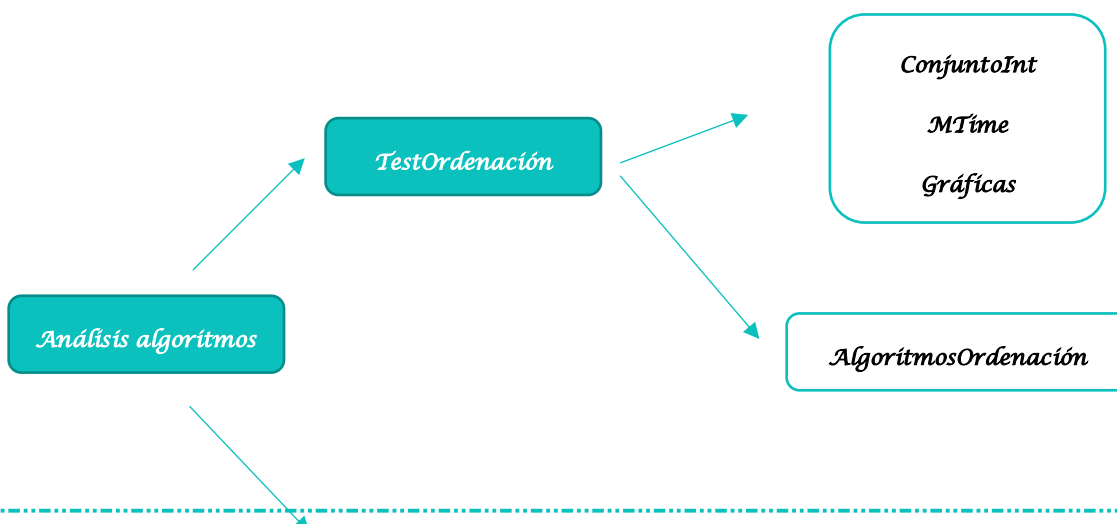 ConjuntoInt
MTime
Gráficas
TestOrdenación
Análisis algoritmos
AlgoritmosOrdenación